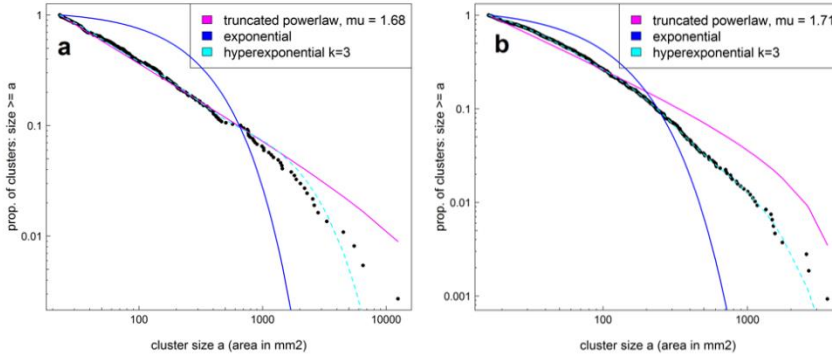 a
truncated powerlaw, mu = 1.68
exponential
hyperexponential k=3
prop. of clusters: size >= a
1
0.1
0.01
100
1000
10000
cluster size a (area in mm2)
b
truncated powerlaw, mu = 1.71
exponential
hyperexponential k=3
prop. of clusters: size >= a
1
0.1
0.01
0.001
100
1000
cluster size a (area in mm2)